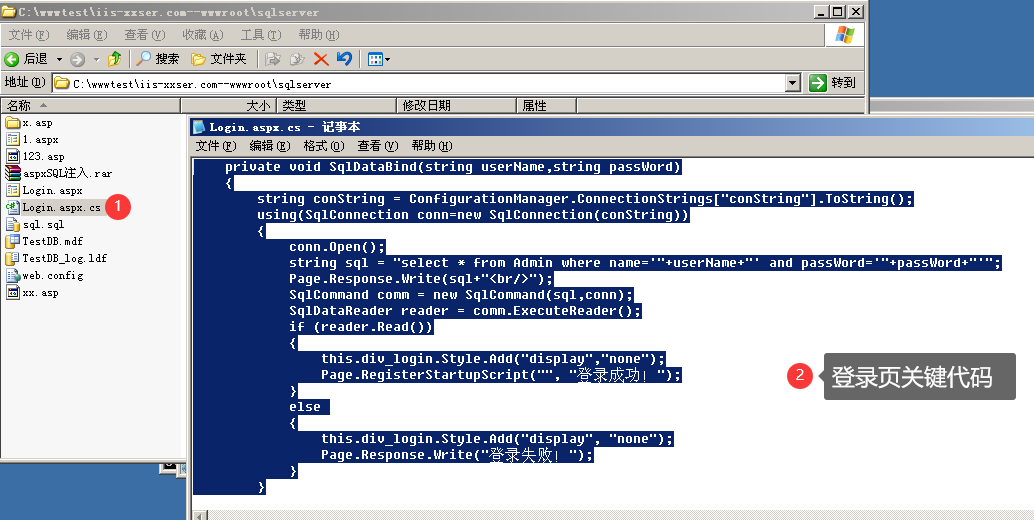 C:\wwwtest\iis-xxser.com--wwwroot\sqlserver
文件(F) 编辑(E) 查看(V) 收藏(A) 工具(T) 帮助(H)
后退 搜索 文件夹
地址(D) C:\wwwtest\iis-xxser.com--wwwroot\sqlserver 转到
名称 大小 类型 修改日期 属性
x.asp
1.aspx
123.asp
aspxSQL注入.rar
Login.aspx
Login.aspx.cs
1
sql.sql
TestDB.mdf
TestDB_log.ldf
web.config
xx.asp
Login.aspx.cs - 记事本
文件(F) 编辑(E) 格式(O) 查看(V) 帮助(H)
private void SqlDataBind(string userName,string passWord)
{
string conString = ConfigurationManager.ConnectionStrings["conString"].ToString();
using(SqlConnection conn=new SqlConnection(conString))
{
conn.Open();
string sql = "select * from Admin where name='"+userName+"' and passWord='"+passWord+"'";
Page.Response.Write(sql+"<br/>");
SqlCommand comm = new SqlCommand(sql,conn);
SqlDataReader reader = comm.ExecuteReader();
if (reader.Read())
{
this.div_login.Style.Add("display","none");
Page.RegisterStartupScript("", "登录成功！");
}
else
{
this.div_login.Style.Add("display", "none");
Page.Response.Write("登录失败！");
}
}
2 登录页关键代码